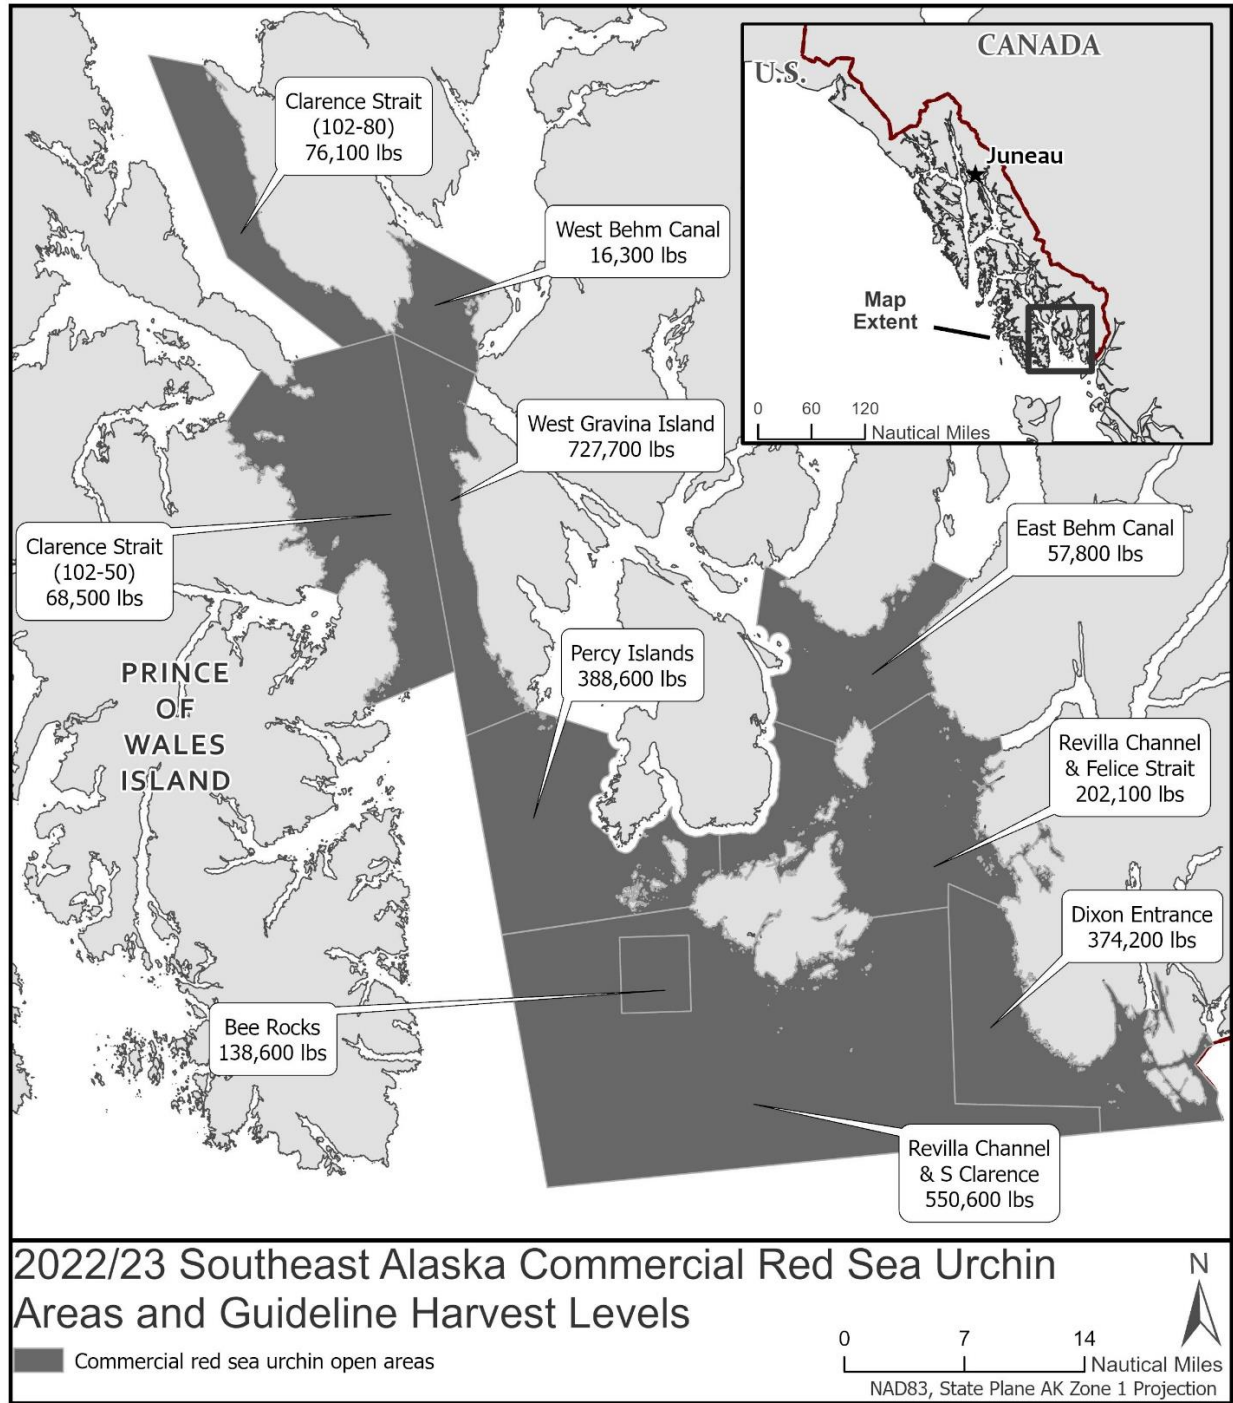 CANADA
U.S.
Juneau
Map
Extent
0 60 120
Nautical Miles
Clarence Strait
(102-80)
76,100 lbs
West Behm Canal
16,300 lbs
West Gravina Island
727,700 lbs
Clarence Strait
(102-50)
68,500 lbs
East Behm Canal
57,800 lbs
Percy Islands
388,600 lbs
PRINCE
OF
WALES
ISLAND
Revilla Channel
& Felice Strait
202,100 lbs
Dixon Entrance
374,200 lbs
Bee Rocks
138,600 lbs
Revilla Channel
& S Clarence
550,600 lbs
2022/23 Southeast Alaska Commercial Red Sea Urchin
Areas and Guideline Harvest Levels
Commercial red sea urchin open areas
N
0 7 14
Nautical Miles
NAD83, State Plane AK Zone 1 Projection